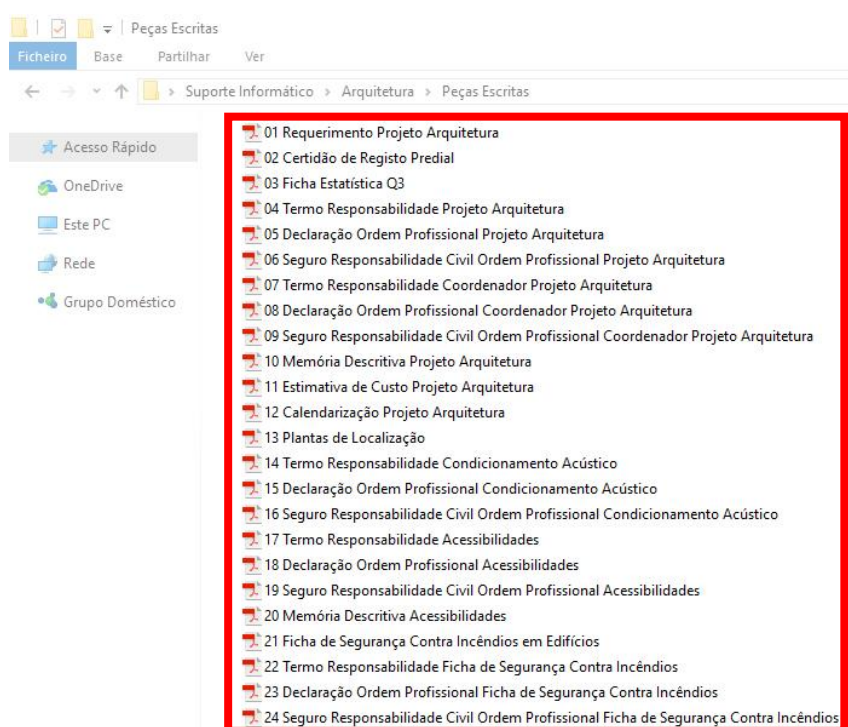 Peças Escritas
Ficheiro Base Partilhar Ver
Suporte Informático > Arquitetura > Peças Escritas
Acesso Rápido
OneDrive
Este PC
Rede
Grupo Doméstico
01 Requerimento Projeto Arquitetura
02 Certidão de Registo Predial
03 Ficha Estatística Q3
04 Termo Responsabilidade Projeto Arquitetura
05 Declaração Ordem Profissional Projeto Arquitetura
06 Seguro Responsabilidade Civil Ordem Profissional Projeto Arquitetura
07 Termo Responsabilidade Coordenador Projeto Arquitetura
08 Declaração Ordem Profissional Coordenador Projeto Arquitetura
09 Seguro Responsabilidade Civil Ordem Profissional Coordenador Projeto Arquitetura
10 Memória Descritiva Projeto Arquitetura
11 Estimativa de Custo Projeto Arquitetura
12 Calendarização Projeto Arquitetura
13 Plantas de Localização
14 Termo Responsabilidade Condicionamento Acústico
15 Declaração Ordem Profissional Condicionamento Acústico
16 Seguro Responsabilidade Civil Ordem Profissional Condicionamento Acústico
17 Termo Responsabilidade Acessibilidades
18 Declaração Ordem Profissional Acessibilidades
19 Seguro Responsabilidade Civil Ordem Profissional Acessibilidades
20 Memória Descritiva Acessibilidades
21 Ficha de Segurança Contra Incêndios em Edifícios
22 Termo Responsabilidade Ficha de Segurança Contra Incêndios
23 Declaração Ordem Profissional Ficha de Segurança Contra Incêndios
24 Seguro Responsabilidade Civil Ordem Profissional Ficha de Segurança Contra Incêndios